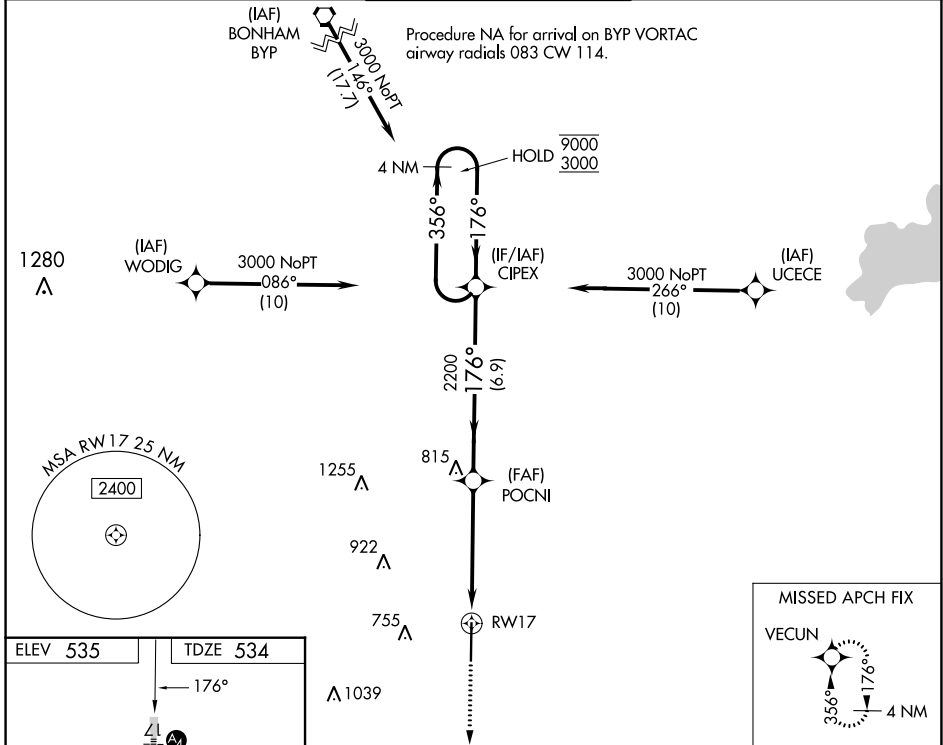 (IAF)
BONHAM
BYP
Procedure NA for arrival on BYP VORTAC
airway radials 083 CW 114.
3000 NoPT
146°
(17.7)
4 NM
HOLD
9000
3000
356°
176°
(IF/IAF)
CIPEX
1280
(IAF)
WODIG
3000 NoPT
086°
(10)
3000 NoPT
266°
(10)
(IAF)
UCECE
2200
176°
(6.9)
MSA RW17 25 NM
2400
1255
815
(FAF)
POCNI
922
755
RW17
1039
ELEV 535
TDZE 534
176°
17
A4
MISSED APCH FIX
VECUN
356°
176°
4 NM